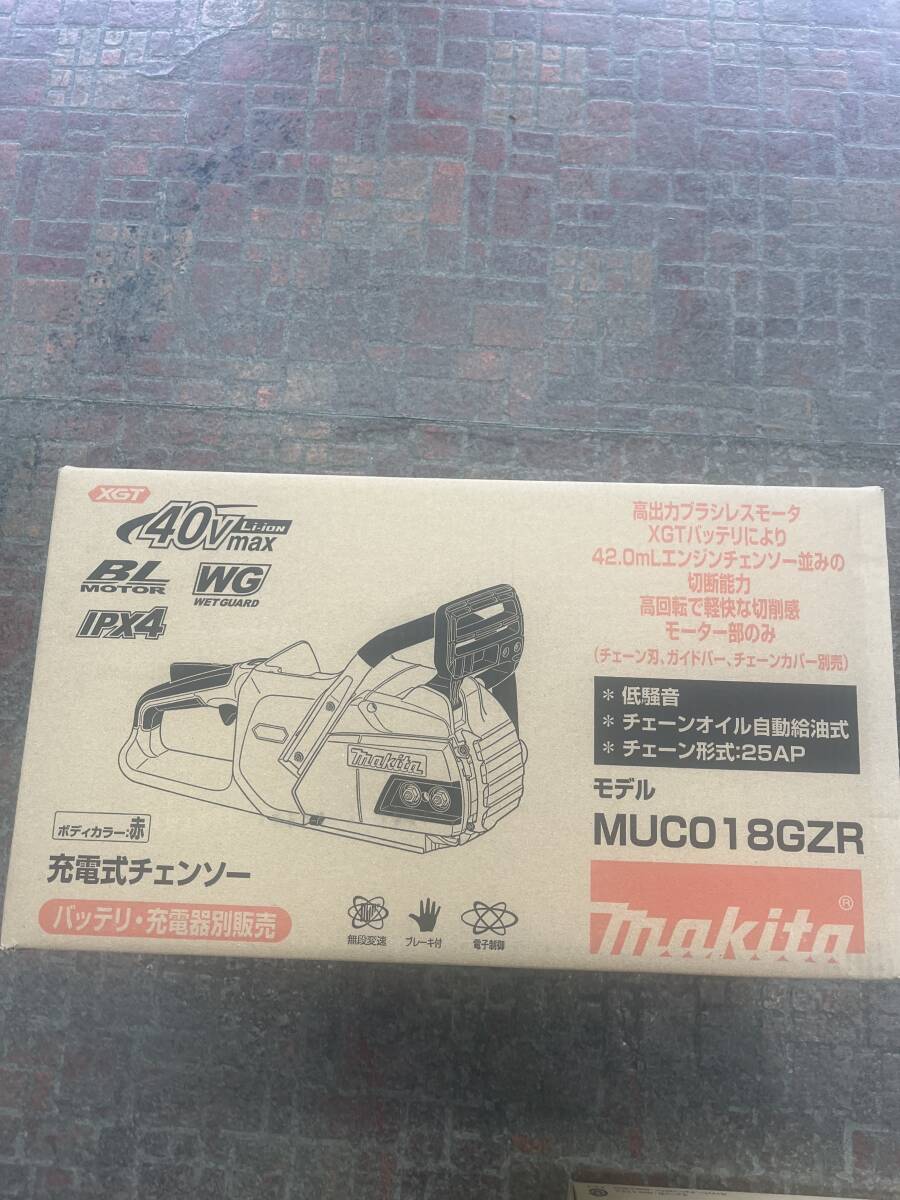 XGT
40Vmax Li-ion
BL MOTOR
WG WET GUARD
IPX4
高出力ブラシレスモータ
XGTバッテリにより
42.0mLエンジンチェンソー並みの
切断能力
高回転で軽快な切削感
モーター部のみ
(チェーン刃、ガイドバー、チェーンカバー別売)
* 低騒音
* チェーンオイル自動給油式
* チェーン形式:25AP
makita
モデル
MUC018GZR
ボディカラー:赤
充電式チェンソー
バッテリ・充電器別販売
無段変速
ブレーキ付
電子制御
makita®